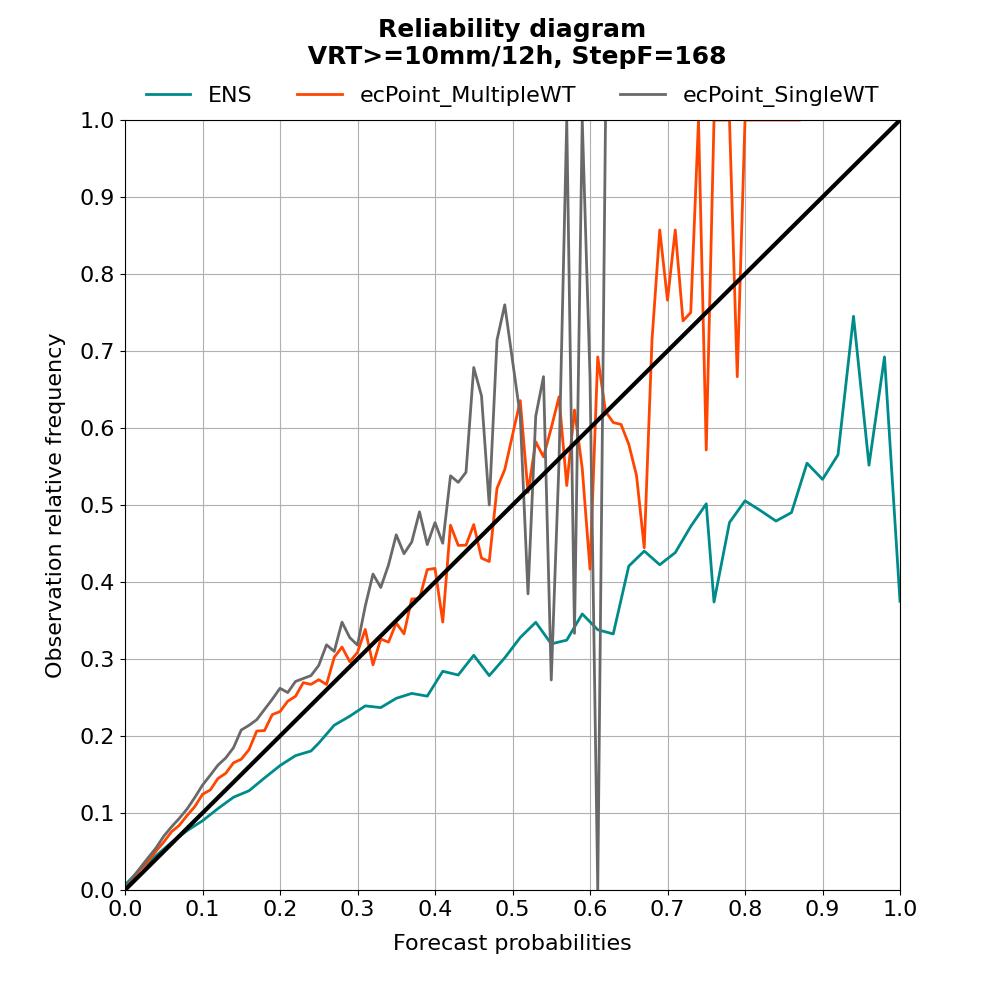 Reliability diagram
VRT>=10mm/12h, StepF=168
ENS ecPoint_MultipleWT ecPoint_SingleWT
1.0
0.9
0.8
0.7
0.6
0.5
0.4
0.3
0.2
0.1
0.0
Observation relative frequency
0.0 0.1 0.2 0.3 0.4 0.5 0.6 0.7 0.8 0.9 1.0
Forecast probabilities